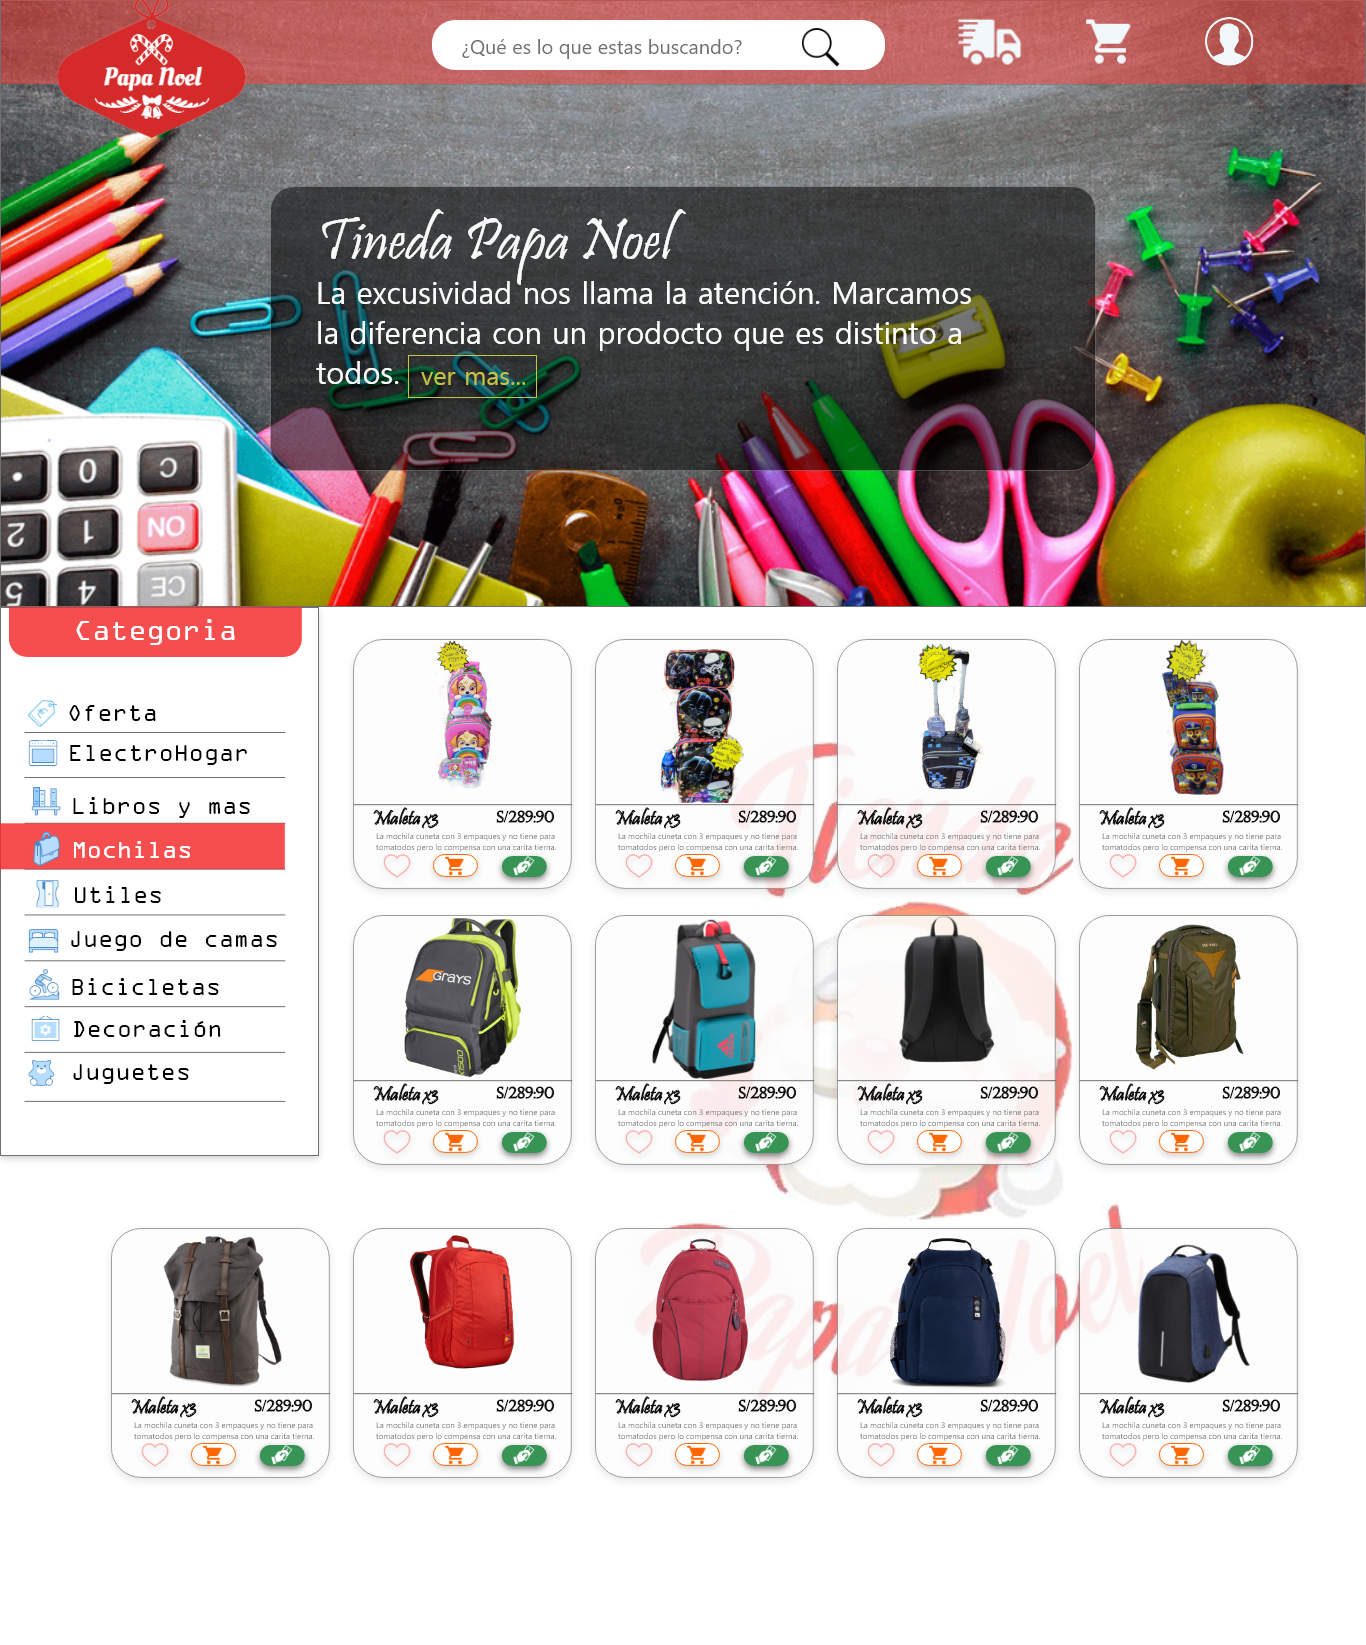 Papa Noel
¿Qué es lo que estas buscando?
Tineda Papa Noel
La excusividad nos llama la atención. Marcamos
la diferencia con un prodocto que es distinto a
todos. ver mas...
0
C
2
1
ON
5
4
CE
Categoria
Oferta
ElectroHogar
Libros y mas
Mochilas
Utiles
Juego de camas
Bicicletas
Decoración
Juguetes
Tienda
Papá Noel
Maleta x3 S/289.90
La mochila cuneta con 3 empaques y no tiene para
tomatodos pero lo compensa con una carita tierna.
Maleta x3 S/289.90
La mochila cuneta con 3 empaques y no tiene para
tomatodos pero lo compensa con una carita tierna.
Maleta x3 S/289.90
La mochila cuneta con 3 empaques y no tiene para
tomatodos pero lo compensa con una carita tierna.
Maleta x3 S/289.90
La mochila cuneta con 3 empaques y no tiene para
tomatodos pero lo compensa con una carita tierna.
GRAYS
Maleta x3 S/289.90
La mochila cuneta con 3 empaques y no tiene para
tomatodos pero lo compensa con una carita tierna.
Maleta x3 S/289.90
La mochila cuneta con 3 empaques y no tiene para
tomatodos pero lo compensa con una carita tierna.
Maleta x3 S/289.90
La mochila cuneta con 3 empaques y no tiene para
tomatodos pero lo compensa con una carita tierna.
Maleta x3 S/289.90
La mochila cuneta con 3 empaques y no tiene para
tomatodos pero lo compensa con una carita tierna.
Maleta x3 S/289.90
La mochila cuneta con 3 empaques y no tiene para
tomatodos pero lo compensa con una carita tierna.
Maleta x3 S/289.90
La mochila cuneta con 3 empaques y no tiene para
tomatodos pero lo compensa con una carita tierna.
Maleta x3 S/289.90
La mochila cuneta con 3 empaques y no tiene para
tomatodos pero lo compensa con una carita tierna.
Maleta x3 S/289.90
La mochila cuneta con 3 empaques y no tiene para
tomatodos pero lo compensa con una carita tierna.
Maleta x3 S/289.90
La mochila cuneta con 3 empaques y no tiene para
tomatodos pero lo compensa con una carita tierna.